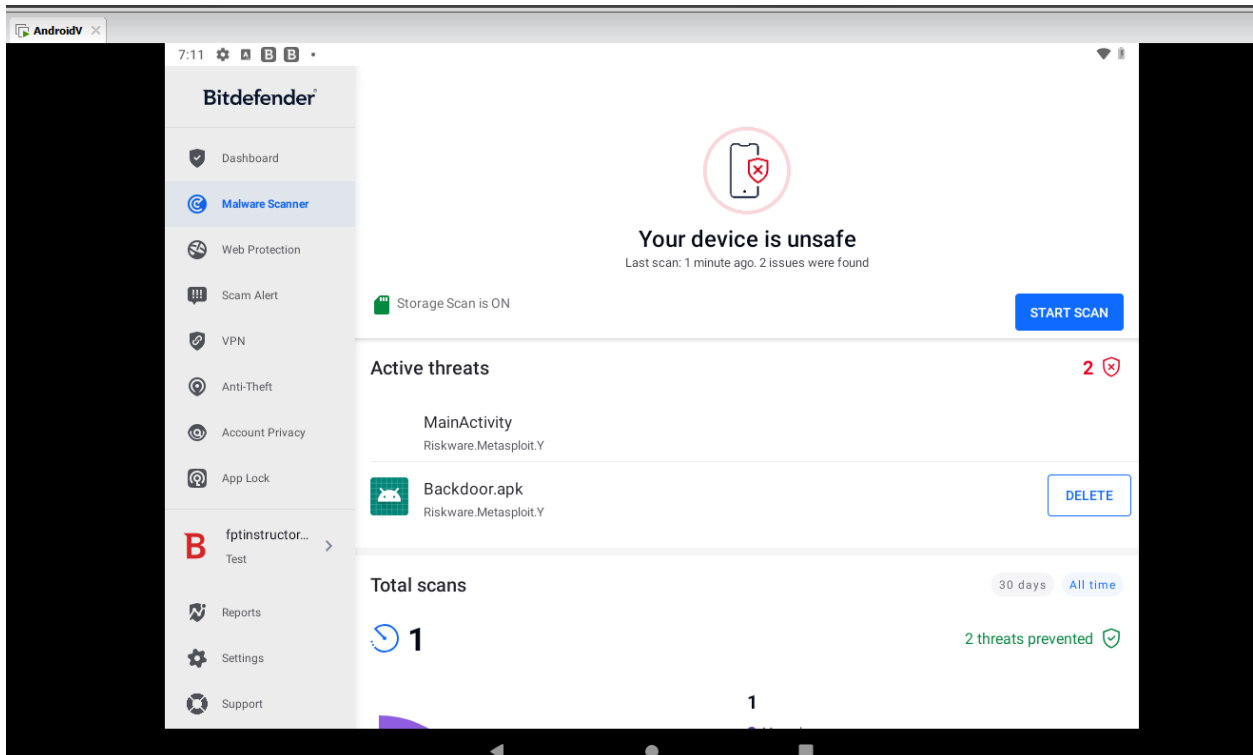 AndroidV
7:11
Bitdefender
Dashboard
Malware Scanner
Web Protection
Scam Alert
VPN
Anti-Theft
Account Privacy
App Lock
B
fptinstructor...
Test
Reports
Settings
Support
Your device is unsafe
Last scan: 1 minute ago. 2 issues were found
Storage Scan is ON
START SCAN
Active threats
2
MainActivity
Riskware.Metasploit.Y
Backdoor.apk
Riskware.Metasploit.Y
DELETE
Total scans
30 days
All time
1
2 threats prevented
1